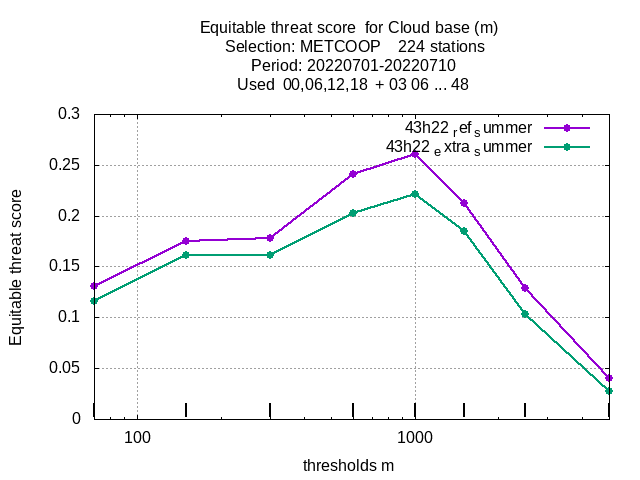 Equitable threat score for Cloud base (m)
Selection: METCOOP 224 stations
Period: 20220701-20220710
Used 00,06,12,18 + 03 06 ... 48
0.3
43h22 ref summer
43h22 extra summer
0.25
0.2
0.15
0.1
0.05
0
Equitable threat score
100 1000
thresholds m